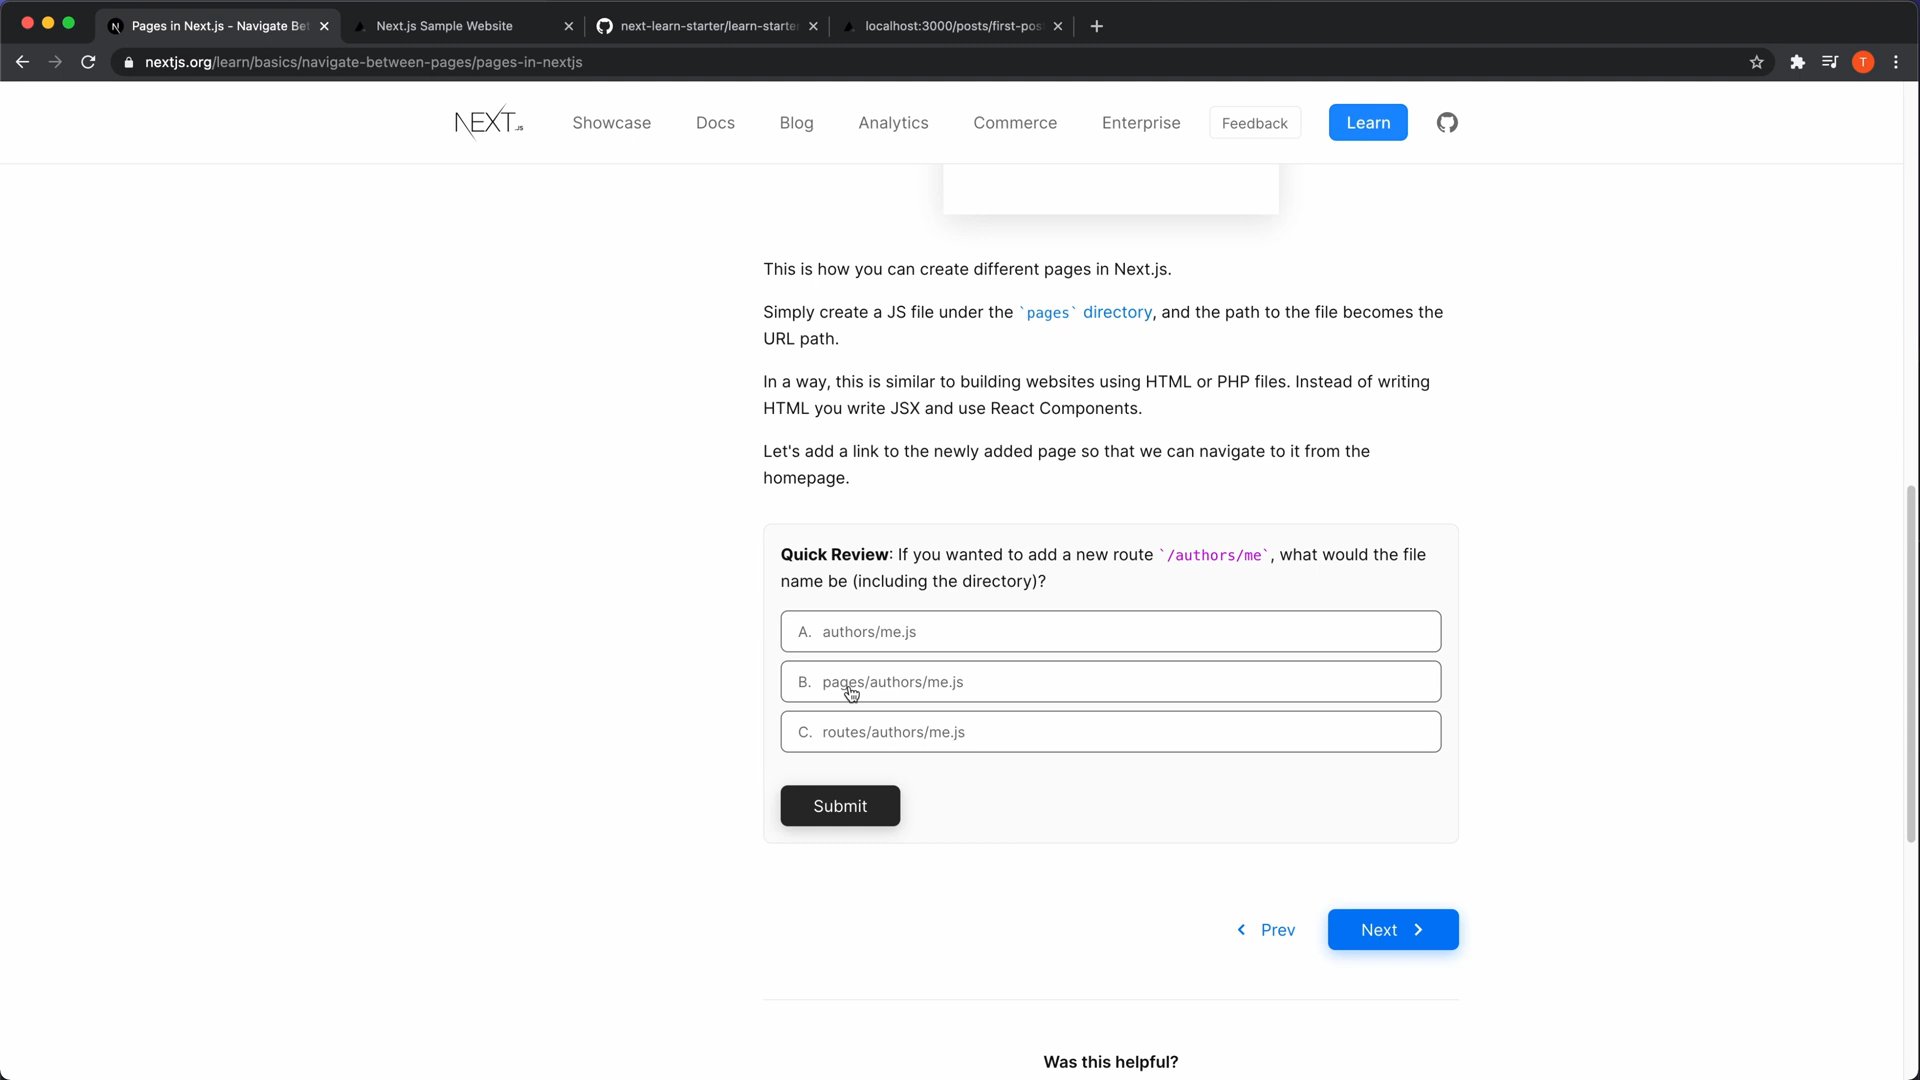 Pages in Next.js - Navigate Be
Next.js Sample Website
next-learn-starter/learn-starte
localhost:3000/posts/first-pos
nextjs.org/learn/basics/navigate-between-pages/pages-in-nextjs
T
NEXT.JS
Showcase
Docs
Blog
Analytics
Commerce
Enterprise
Feedback
Learn
This is how you can create different pages in Next.js.
Simply create a JS file under the `pages` directory, and the path to the file becomes the
URL path.
In a way, this is similar to building websites using HTML or PHP files. Instead of writing
HTML you write JSX and use React Components.
Let's add a link to the newly added page so that we can navigate to it from the
homepage.
Quick Review: If you wanted to add a new route `/authors/me`, what would the file
name be (including the directory)?
A. authors/me.js
B. pages/authors/me.js
C. routes/authors/me.js
Submit
Prev
Next
Was this helpful?